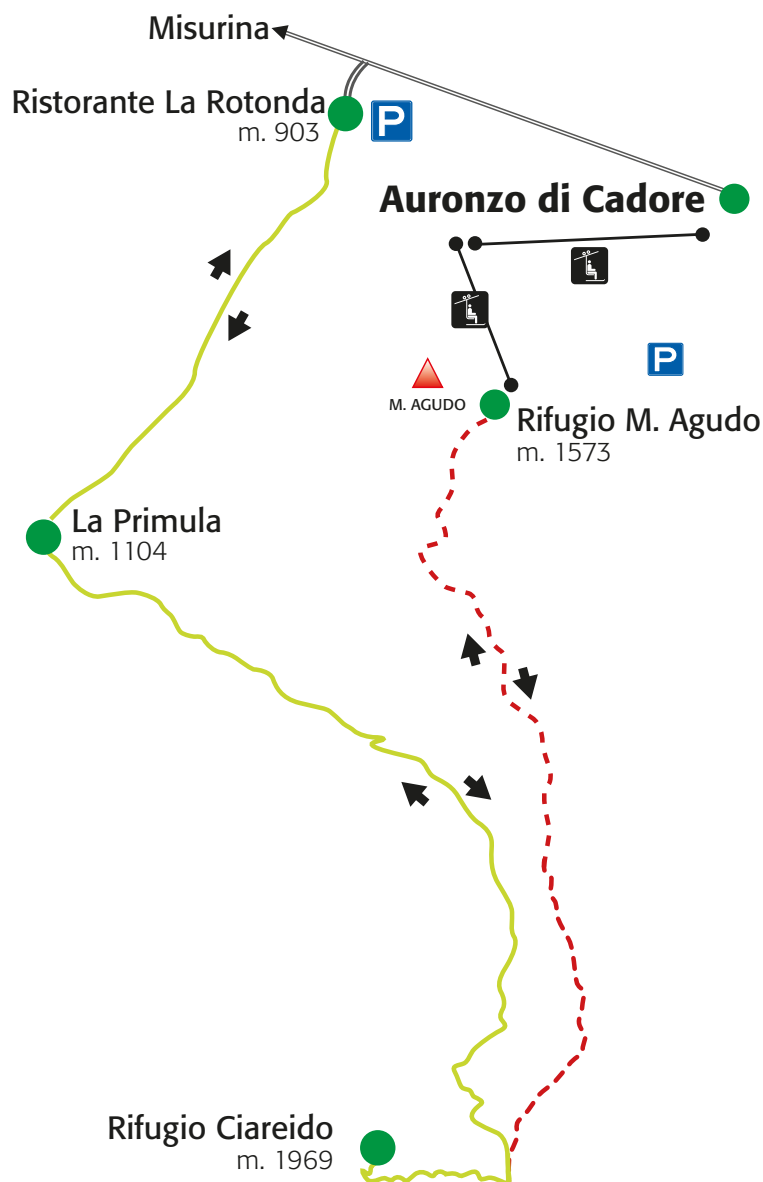 Misurina
Ristorante La Rotonda
m. 903
P
Auronzo di Cadore
P
M. AGUDO
Rifugio M. Agudo
m. 1573
La Primula
m. 1104
Rifugio Ciareido
m. 1969